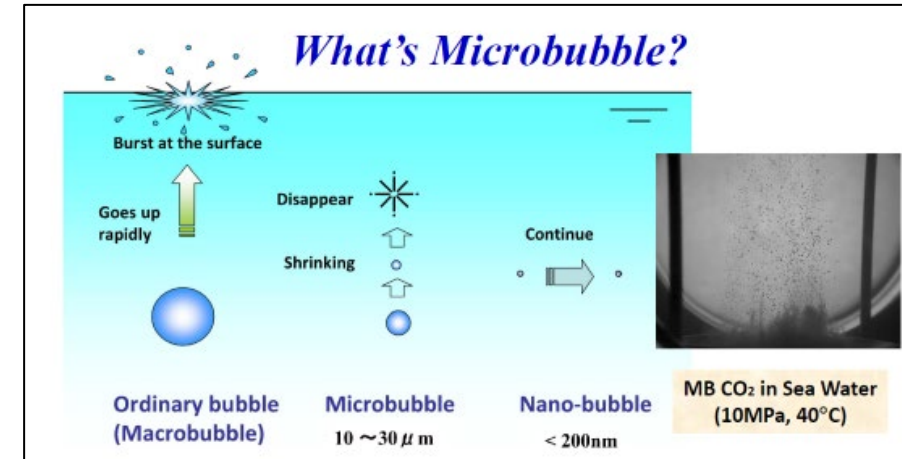 What's Microbubble?
Burst at the surface
Goes up
rapidly
Disappear
Shrinking
Continue
Ordinary bubble
(Macrobubble)
Microbubble
10 ～30μm
Nano-bubble
< 200nm
MB CO₂ in Sea Water
(10MPa, 40°C)